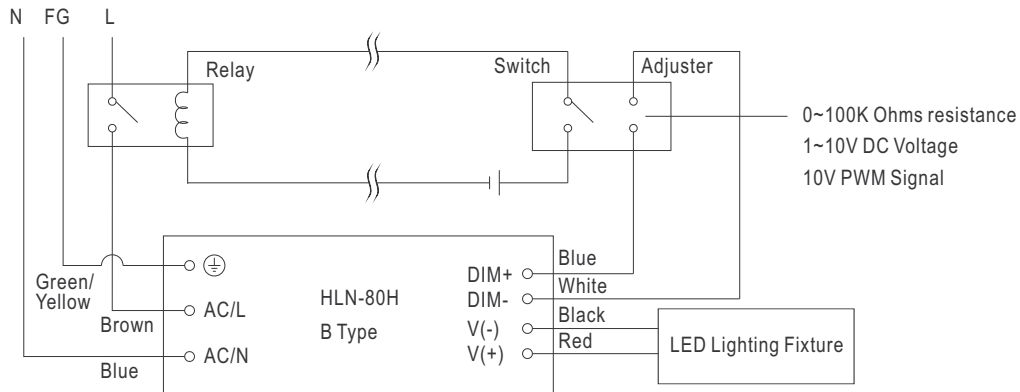 N FG L
Relay
Switch
Adjuster
0~100K Ohms resistance
1~10V DC Voltage
10V PWM Signal
Green/
Yellow
Brown
Blue
AC/L
AC/N
HLN-80H
B Type
DIM+
DIM-
V(-)
V(+)
Blue
White
Black
Red
LED Lighting Fixture